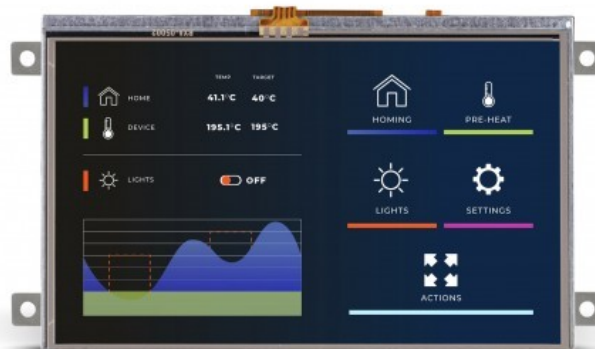 TEMP TARGET
HOME 41.1°C 40°C
DEVICE 195.1°C 195°C
LIGHTS OFF
HOMING PRE-HEAT
LIGHTS SETTINGS
ACTIONS